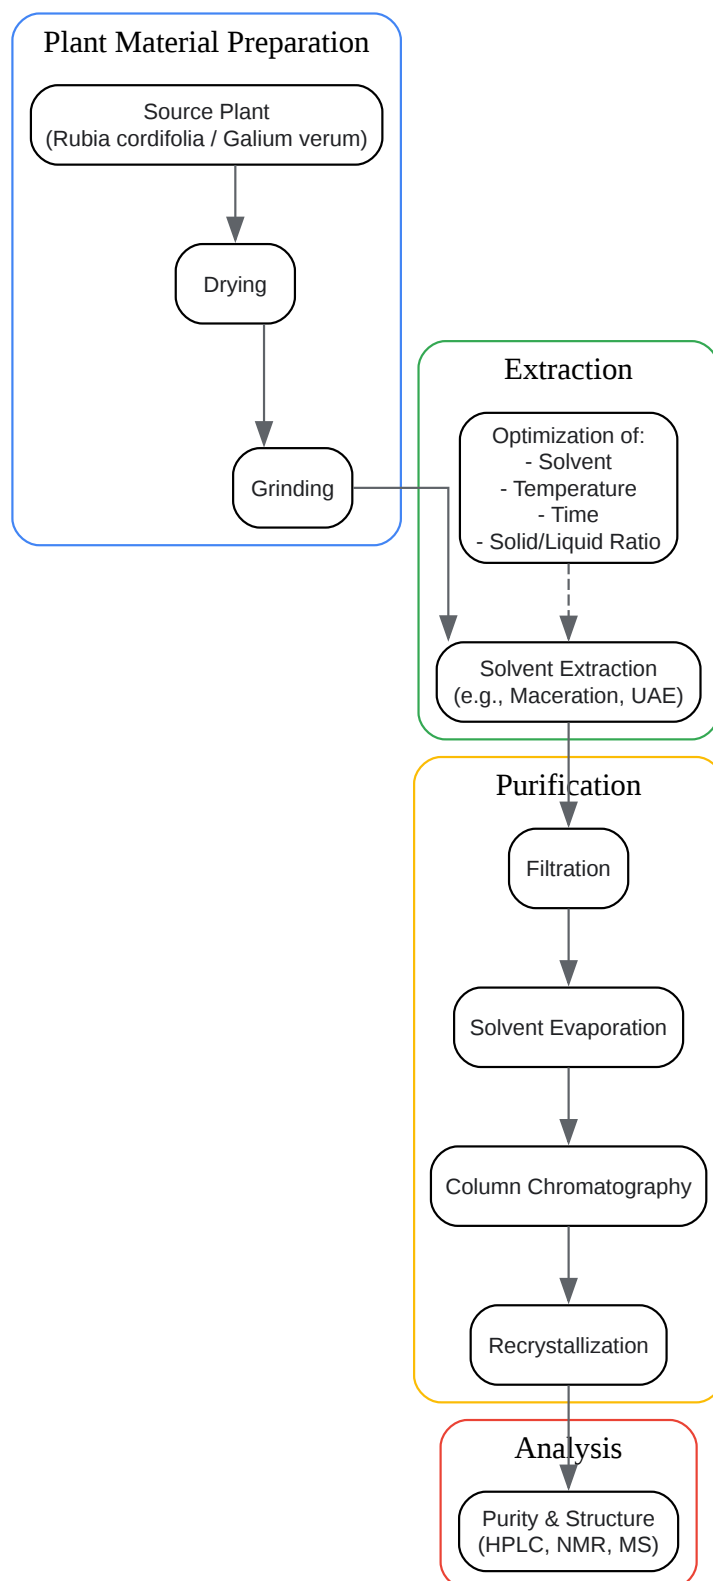 Plant Material Preparation
Source Plant
(Rubia cordifolia / Galium verum)
Drying
Grinding
Extraction
Optimization of:
- Solvent
- Temperature
- Time
- Solid/Liquid Ratio
Solvent Extraction
(e.g., Maceration, UAE)
Purification
Filtration
Solvent Evaporation
Column Chromatography
Recrystallization
Analysis
Purity & Structure
(HPLC, NMR, MS)